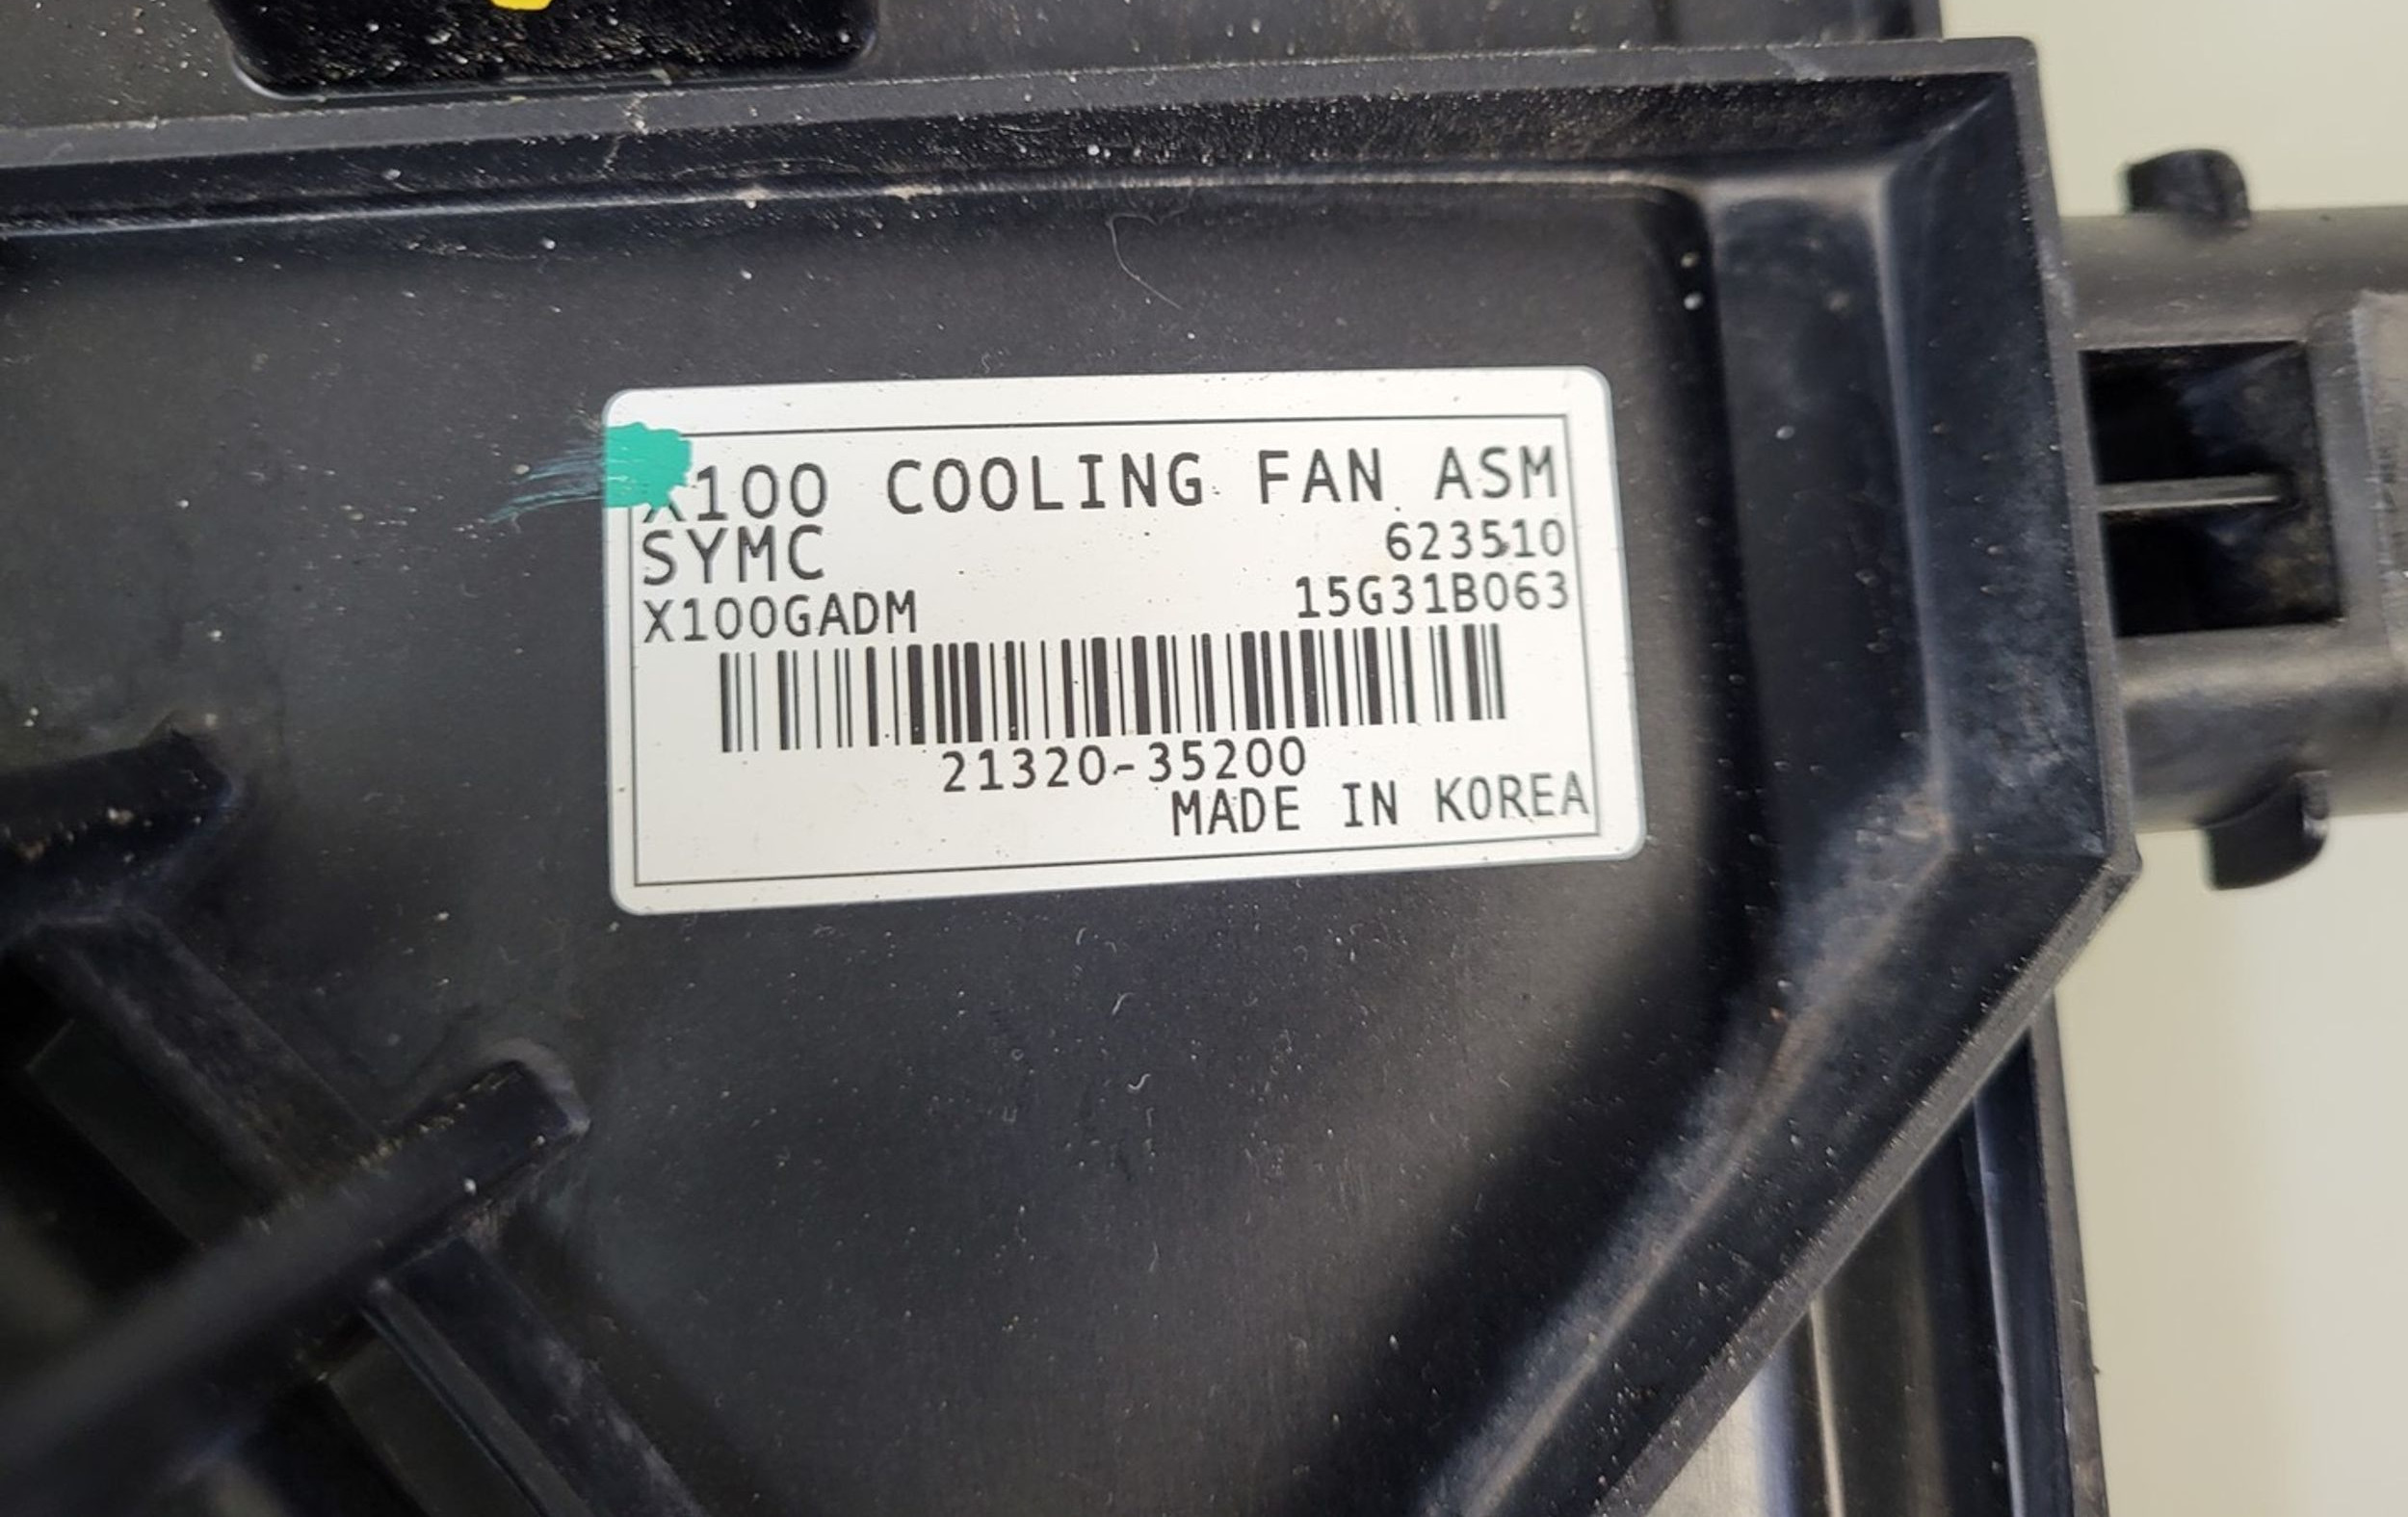 X100 COOLING FAN ASM
SYMC 623510
X100GADM 15G31B063
21320-35200
MADE IN KOREA